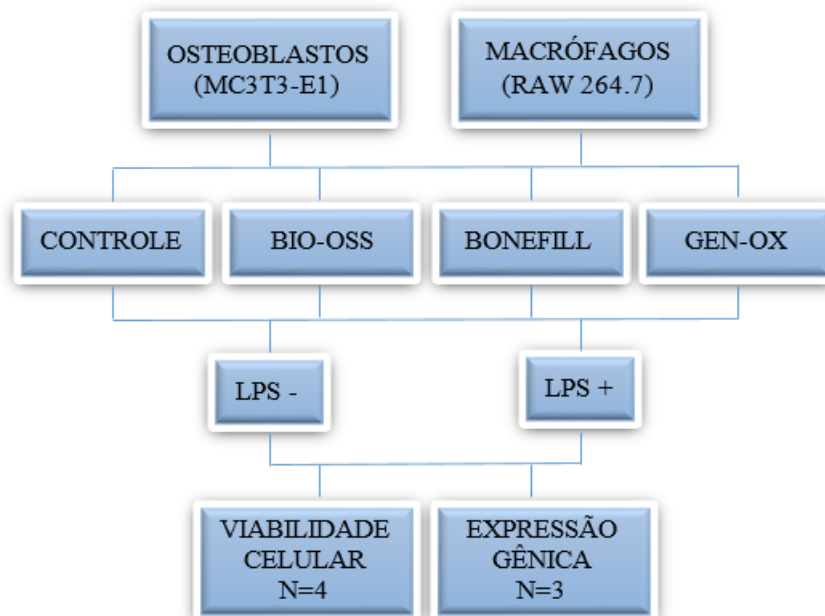 OSTEOBLASTOS
(MC3T3-E1)
MACRÓFAGOS
(RAW 264.7)
CONTROLE
BIO-OSS
BONEFILL
GEN-OX
LPS -
LPS +
VIABILIDADE
CELULAR
N=4
EXPRESSÃO
GÊNICA
N=3